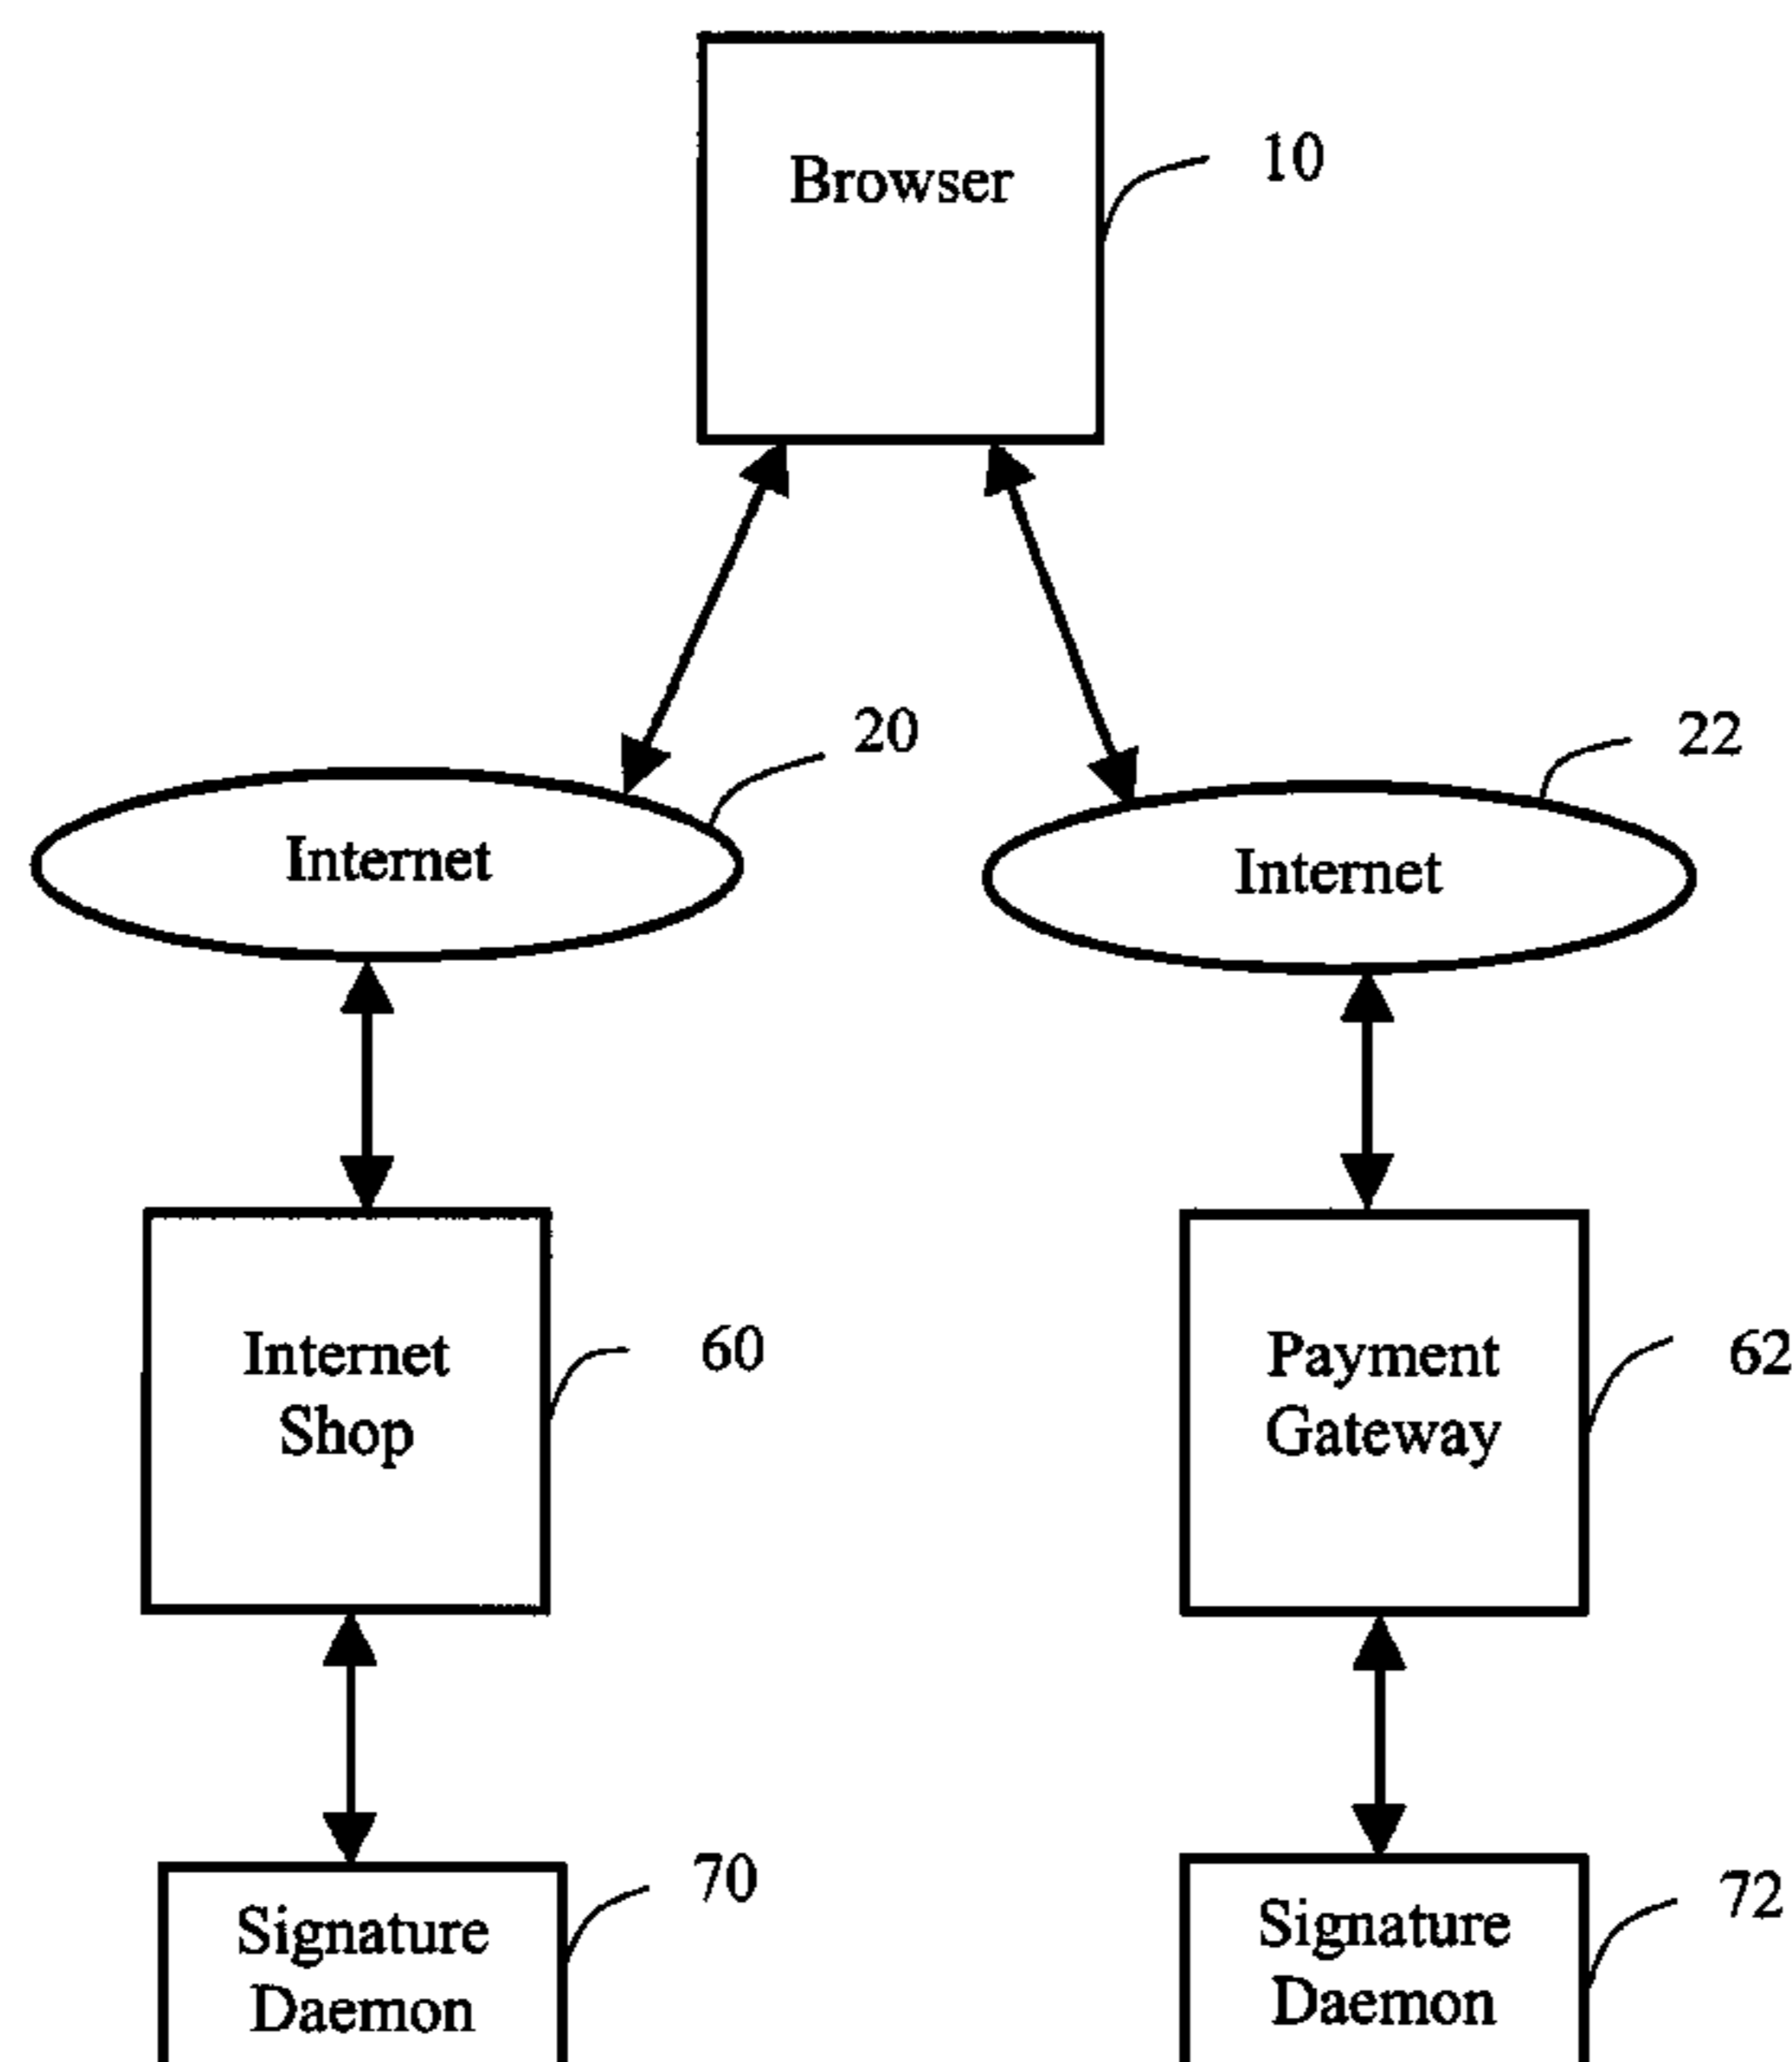 Browser
10
20
22
Internet
Internet
Internet
Shop
60
Payment
Gateway
62
Signature
Daemon
70
Signature
Daemon
72